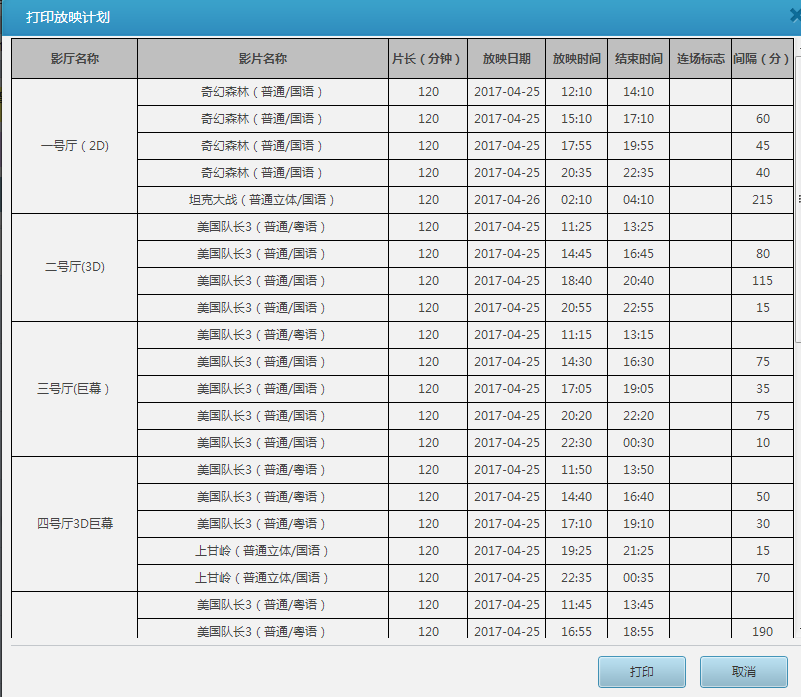 打印放映计划
影厅名称 影片名称 片长（分钟） 放映日期 放映时间 结束时间 连场标志 间隔（分）
奇幻森林（普通/国语） 120 2017-04-25 12:10 14:10
奇幻森林（普通/国语） 120 2017-04-25 15:10 17:10 60
一号厅（2D) 奇幻森林（普通/国语） 120 2017-04-25 17:55 19:55 45
奇幻森林（普通/国语） 120 2017-04-25 20:35 22:35 40
坦克大战（普通立体/国语） 120 2017-04-26 02:10 04:10 215
美国队长3（普通/粤语） 120 2017-04-25 11:25 13:25
美国队长3（普通/国语） 120 2017-04-25 14:45 16:45 80
二号厅(3D)
美国队长3（普通/国语） 120 2017-04-25 18:40 20:40 115
美国队长3（普通/国语） 120 2017-04-25 20:55 22:55 15
美国队长3（普通/粤语） 120 2017-04-25 11:15 13:15
美国队长3（普通/国语） 120 2017-04-25 14:30 16:30 75
三号厅(巨幕） 美国队长3（普通/国语） 120 2017-04-25 17:05 19:05 35
美国队长3（普通/国语） 120 2017-04-25 20:20 22:20 75
美国队长3（普通/国语） 120 2017-04-25 22:30 00:30 10
美国队长3（普通/粤语） 120 2017-04-25 11:50 13:50
美国队长3（普通/粤语） 120 2017-04-25 14:40 16:40 50
四号厅3D巨幕 美国队长3（普通/粤语） 120 2017-04-25 17:10 19:10 30
上甘岭（普通立体/国语） 120 2017-04-25 19:25 21:25 15
上甘岭（普通立体/国语） 120 2017-04-25 22:35 00:35 70
美国队长3（普通/粤语） 120 2017-04-25 11:45 13:45
美国队长3（普通/粤语） 120 2017-04-25 16:55 18:55 190
打印 取消